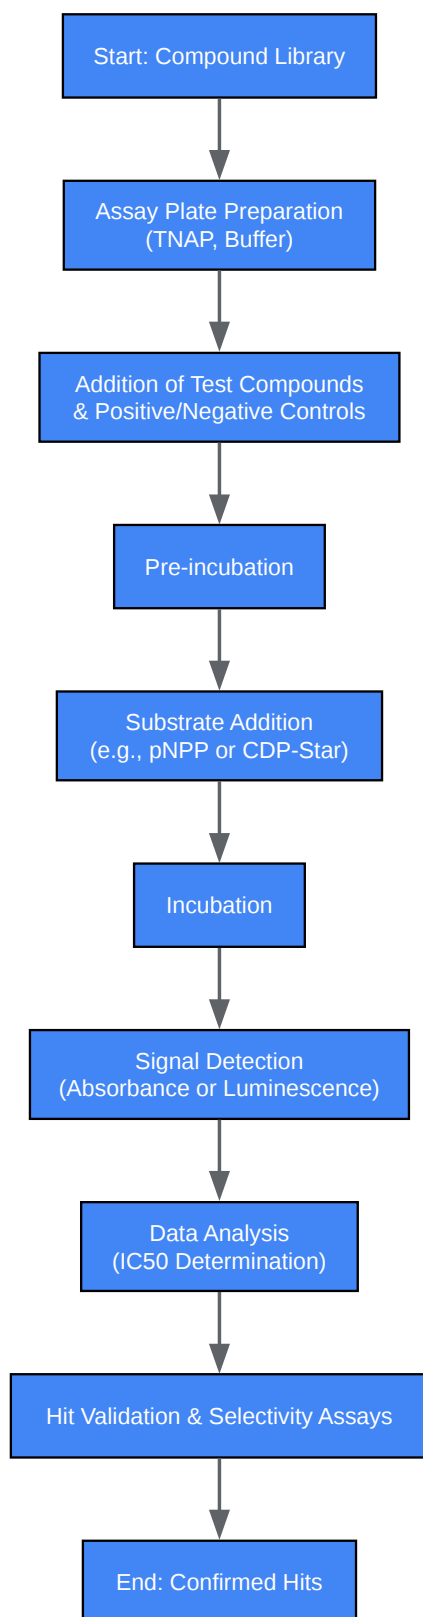 Start: Compound Library
Assay Plate Preparation
(TNAP, Buffer)
Addition of Test Compounds
& Positive/Negative Controls
Pre-incubation
Substrate Addition
(e.g., pNPP or CDP-Star)
Incubation
Signal Detection
(Absorbance or Luminescence)
Data Analysis
(IC50 Determination)
Hit Validation & Selectivity Assays
End: Confirmed Hits